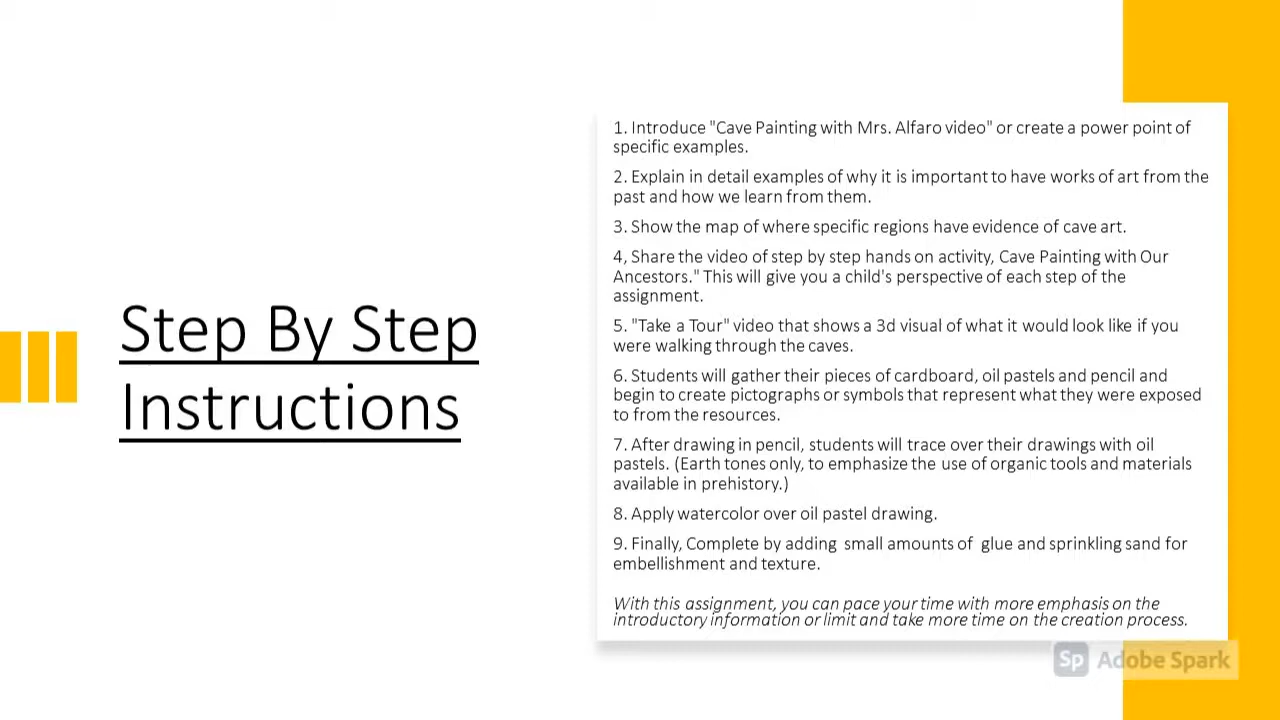 Step By Step
Instructions
1. Introduce "Cave Painting with Mrs. Alfaro video" or create a power point of
specific examples.
2. Explain in detail examples of why it is important to have works of art from the
past and how we learn from them.
3. Show the map of where specific regions have evidence of cave art.
4, Share the video of step by step hands on activity, Cave Painting with Our
Ancestors." This will give you a child's perspective of each step of the
assignment.
5. "Take a Tour" video that shows a 3d visual of what it would look like if you
were walking through the caves.
6. Students will gather their pieces of cardboard, oil pastels and pencil and
begin to create pictographs or symbols that represent what they were exposed
to from the resources.
7. After drawing in pencil, students will trace over their drawings with oil
pastels. (Earth tones only, to emphasize the use of organic tools and materials
available in prehistory.)
8. Apply watercolor over oil pastel drawing.
9. Finally, Complete by adding small amounts of glue and sprinkling sand for
embellishment and texture.
With this assignment, you can pace your time with more emphasis on the
introductory information or limit and take more time on the creation process.
Sp Adobe Spark